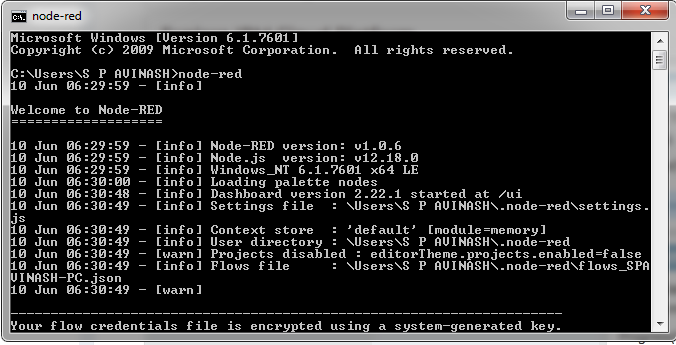 node-red
Microsoft Windows [Version 6.1.7601]
Copyright (c) 2009 Microsoft Corporation.  All rights reserved.
C:\Users\S P AVINASH>node-red
10 Jun 06:29:59 - [info]
Welcome to Node-RED
===================
10 Jun 06:29:59 - [info] Node-RED version: v1.0.6
10 Jun 06:29:59 - [info] Node.js  version: v12.18.0
10 Jun 06:29:59 - [info] Windows_NT 6.1.7601 x64 LE
10 Jun 06:30:00 - [info] Loading palette nodes
10 Jun 06:30:48 - [info] Dashboard version 2.22.1 started at /ui
10 Jun 06:30:49 - [info] Settings file  : \Users\S P AVINASH\.node-red\settings.
js
10 Jun 06:30:49 - [info] Context store  : 'default' [module=memory]
10 Jun 06:30:49 - [info] User directory : \Users\S P AVINASH\.node-red
10 Jun 06:30:49 - [warn] Projects disabled : editorTheme.projects.enabled=false
10 Jun 06:30:49 - [info] Flows file     : \Users\S P AVINASH\.node-red\flows_SPA
VINASH-PC.json
10 Jun 06:30:49 - [warn]
---------------------------------------------------------------------
Your flow credentials file is encrypted using a system-generated key.